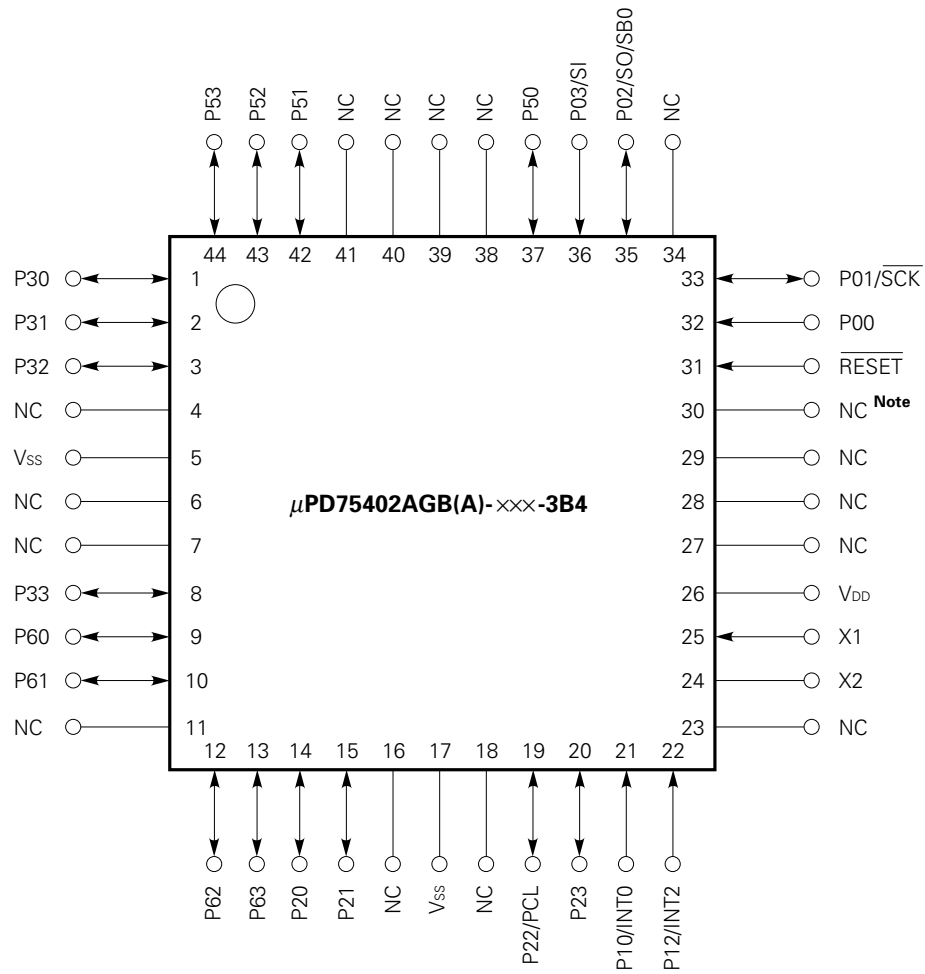 P53
P52
P51
NC
NC
NC
NC
P50
P03/SI
P02/SO/SB0
NC
44 43 42 41 40 39 38 37 36 35 34
P30 1
P31 2
P32 3
NC 4
Vss 5
NC 6
NC 7
P33 8
P60 9
P61 10
NC 11
μPD75402AGB(A)-×××-3B4
33 P01/S̅C̅K̅
32 P00
31 R̅E̅S̅E̅T̅
30 NC Note
29 NC
28 NC
27 NC
26 VDD
25 X1
24 X2
23 NC
12 13 14 15 16 17 18 19 20 21 22
P62
P63
P20
P21
NC
Vss
NC
P22/PCL
P23
P10/INT0
P12/INT2